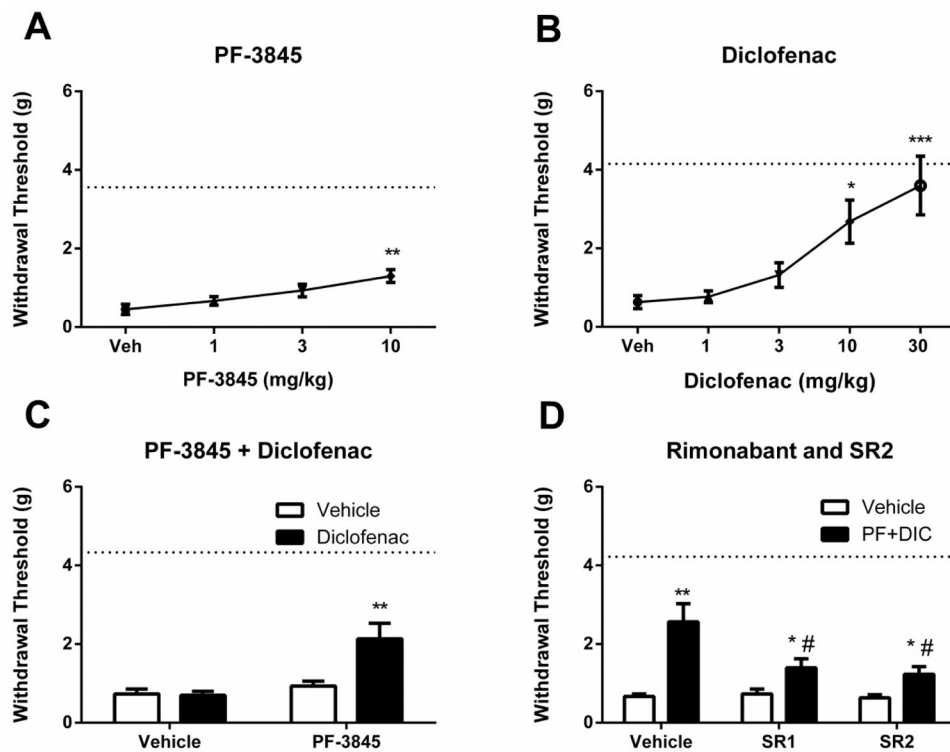 A
PF-3845
Withdrawal Threshold (g)
6
4
2
0
**
Veh 1 3 10
PF-3845 (mg/kg)
B
Diclofenac
Withdrawal Threshold (g)
6
4
2
0
*
***
Veh 1 3 10 30
Diclofenac (mg/kg)
C
PF-3845 + Diclofenac
Withdrawal Threshold (g)
6
4
2
0
Vehicle
Diclofenac
**
Vehicle PF-3845
D
Rimonabant and SR2
Withdrawal Threshold (g)
6
4
2
0
Vehicle
PF+DIC
**
* #
* #
Vehicle SR1 SR2